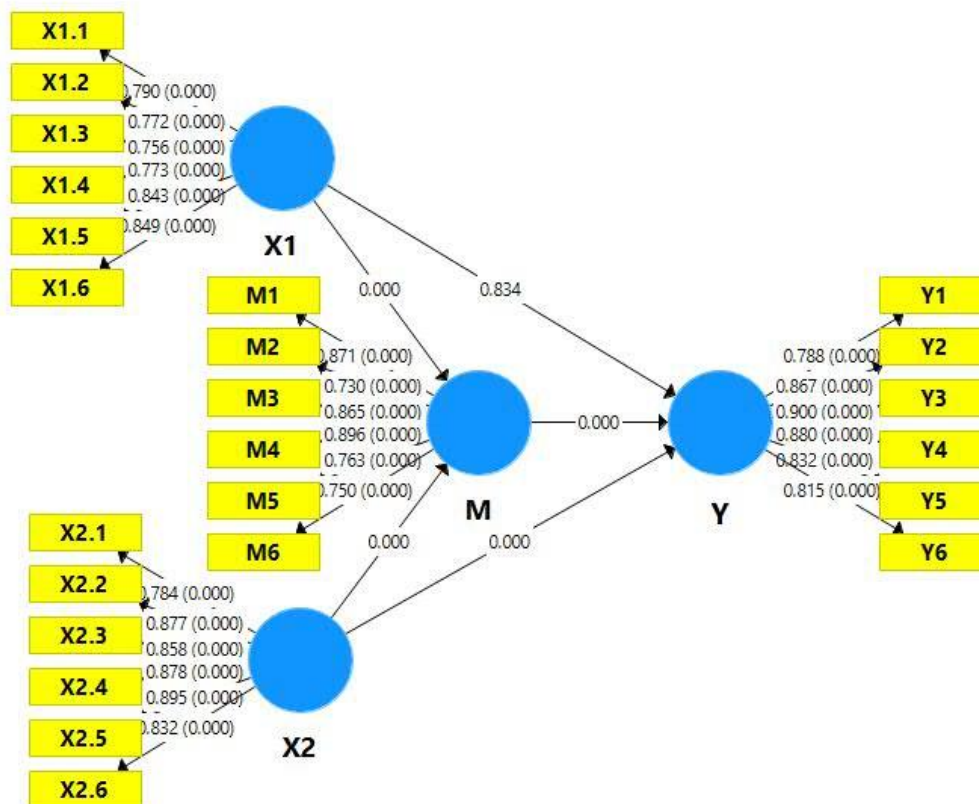 X1.1
X1.2
X1.3
X1.4
X1.5
X1.6
0.790 (0.000)
0.772 (0.000)
0.756 (0.000)
0.773 (0.000)
0.843 (0.000)
0.849 (0.000)
X1
0.000
0.834
M1
M2
M3
M4
M5
M6
0.871 (0.000)
0.730 (0.000)
0.865 (0.000)
0.896 (0.000)
0.763 (0.000)
0.750 (0.000)
M
0.000
Y
0.788 (0.000)
0.867 (0.000)
0.900 (0.000)
0.880 (0.000)
0.832 (0.000)
0.815 (0.000)
Y1
Y2
Y3
Y4
Y5
Y6
0.000
0.000
X2.1
X2.2
X2.3
X2.4
X2.5
X2.6
0.784 (0.000)
0.877 (0.000)
0.858 (0.000)
0.878 (0.000)
0.895 (0.000)
0.832 (0.000)
X2